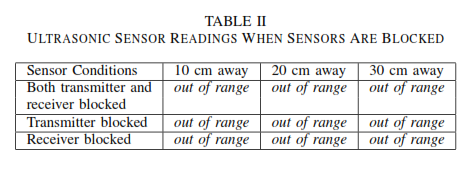 TABLE II
ULTRASONIC SENSOR READINGS WHEN SENSORS ARE BLOCKED
Sensor Conditions 10 cm away 20 cm away 30 cm away
Both transmitter and out of range out of range out of range
receiver blocked
Transmitter blocked out of range out of range out of range
Receiver blocked out of range out of range out of range